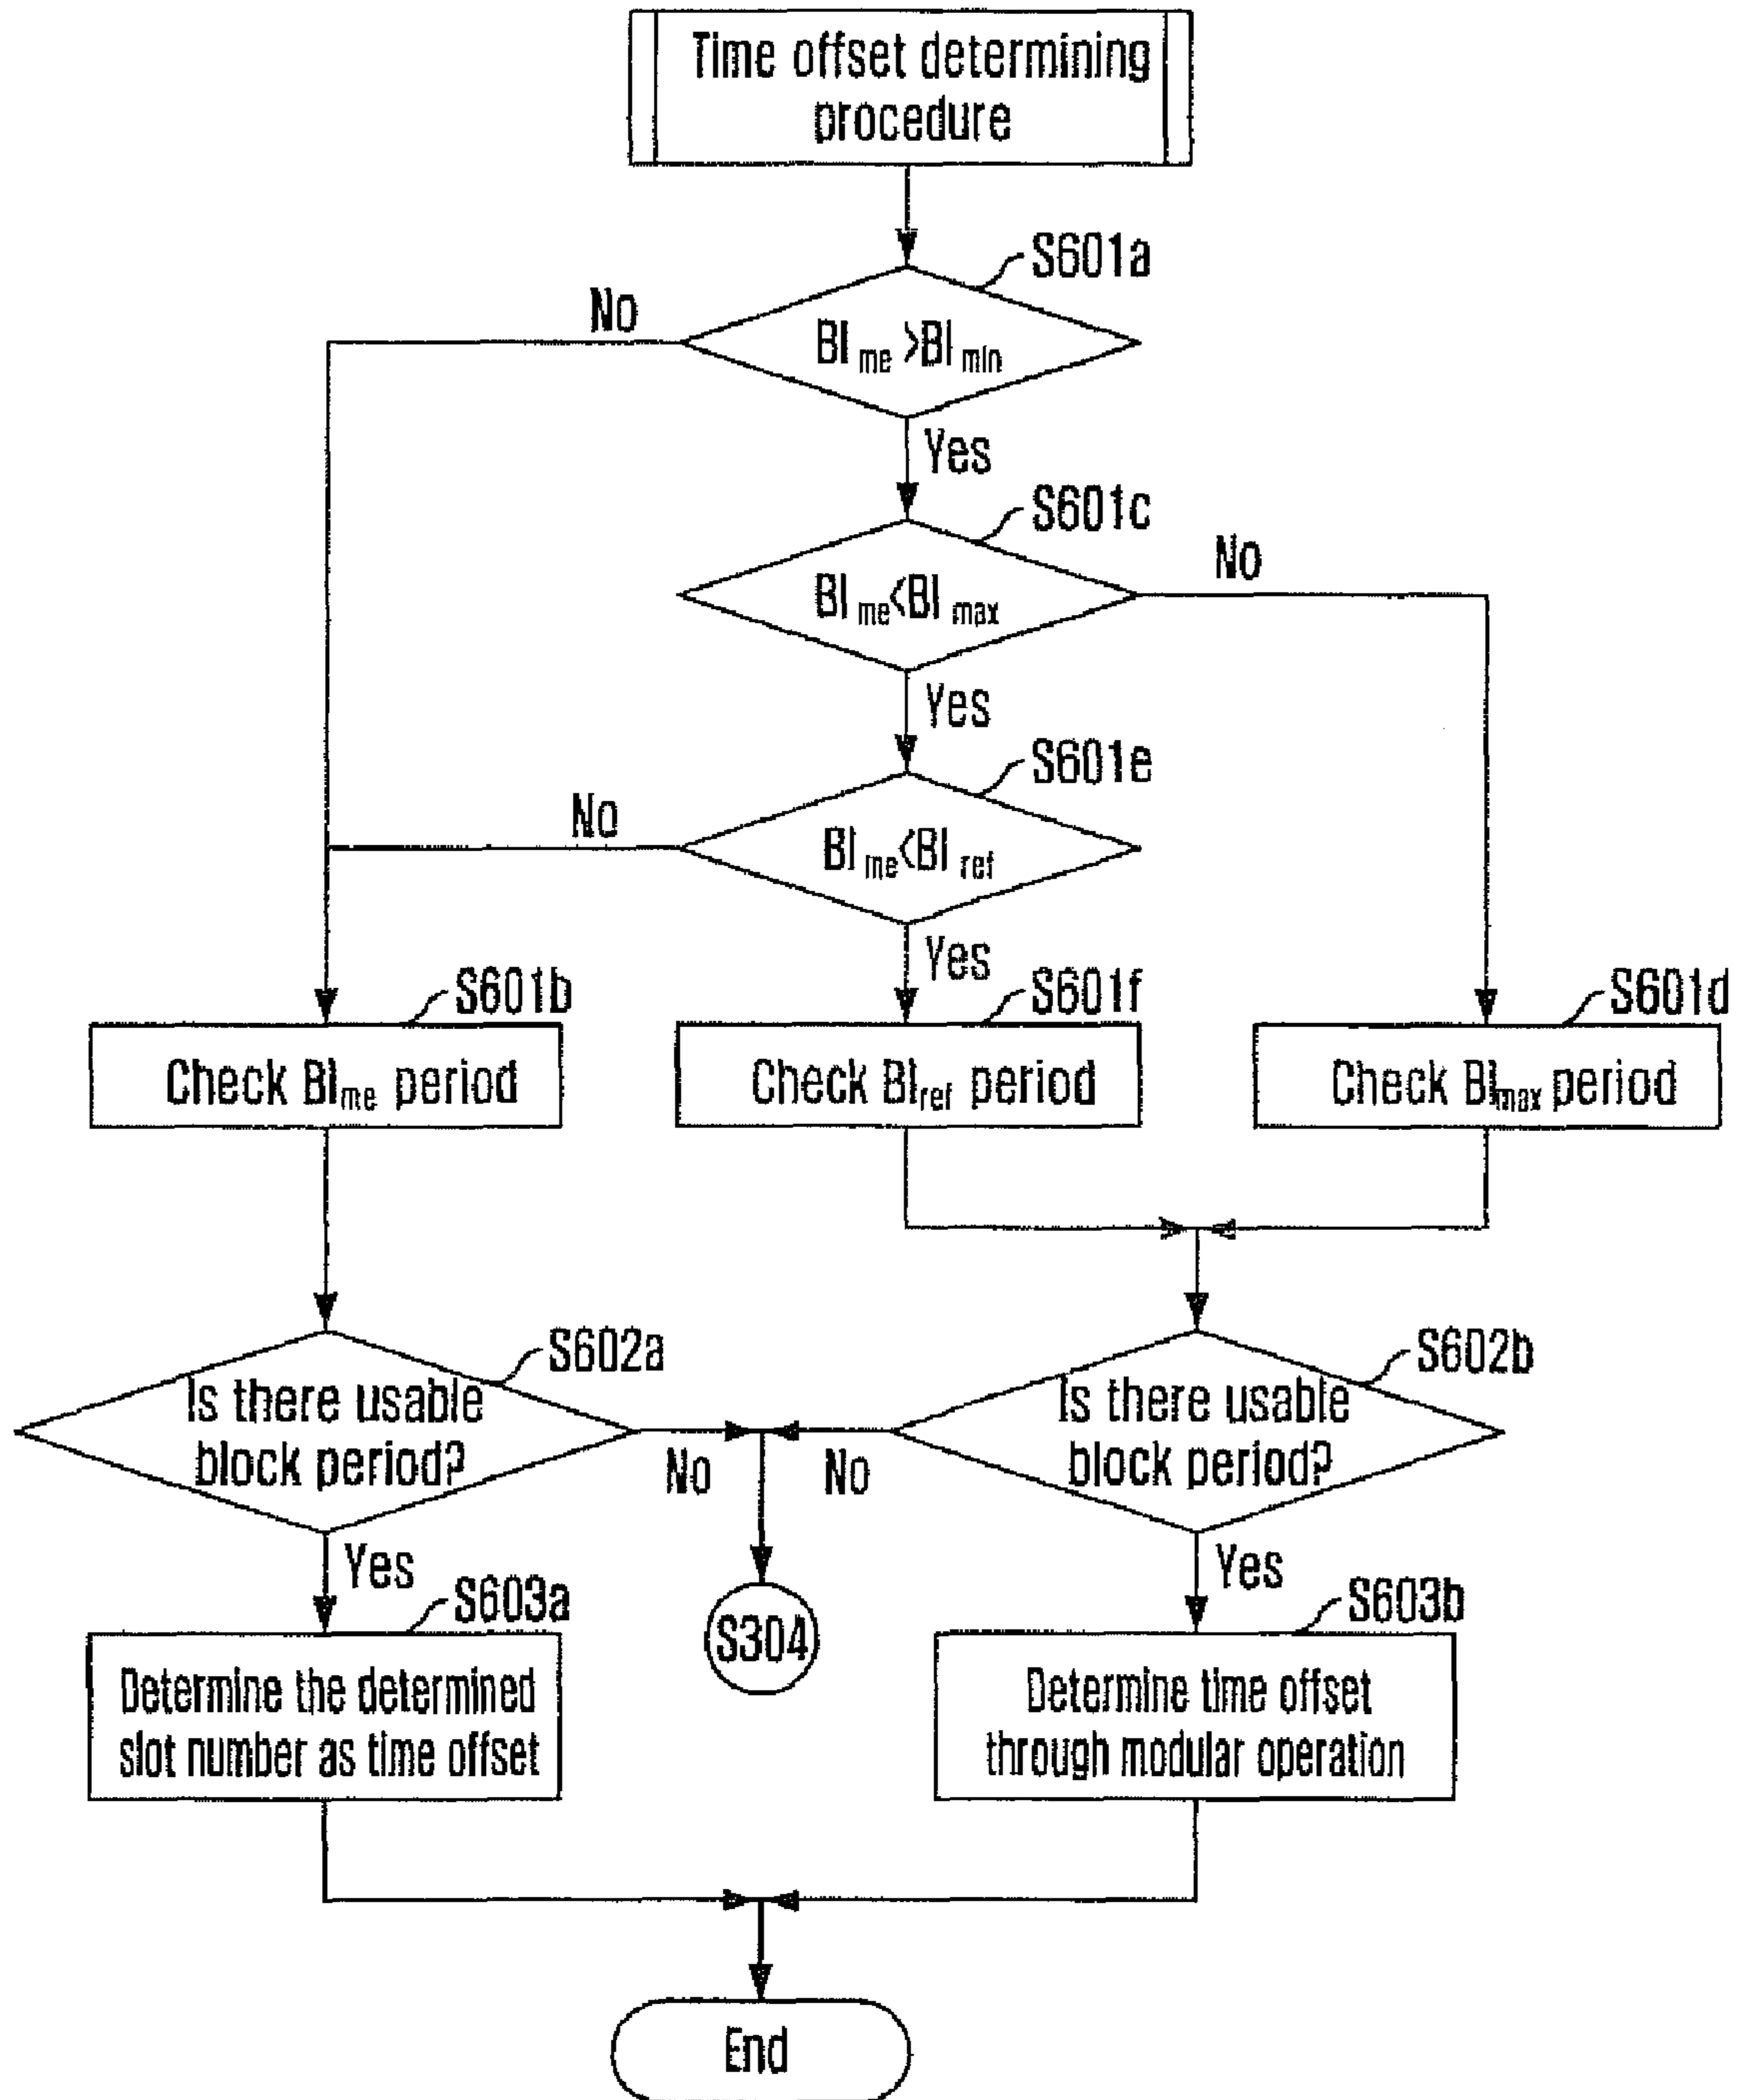 Time offset determining
procedure
S601a
No
BI me >BI min
Yes
S601c
No
BI me<BI max
Yes
S601e
No
BI me<BI ref
Yes
S601b
S601f
S601d
Check BIme period
Check BIref period
Check BImax period
S602a
S602b
Is there usable
block period?
Is there usable
block period?
No
No
Yes
Yes
S603a
S304
S603b
Determine the determined
slot number as time offset
Determine time offset
through modular operation
End